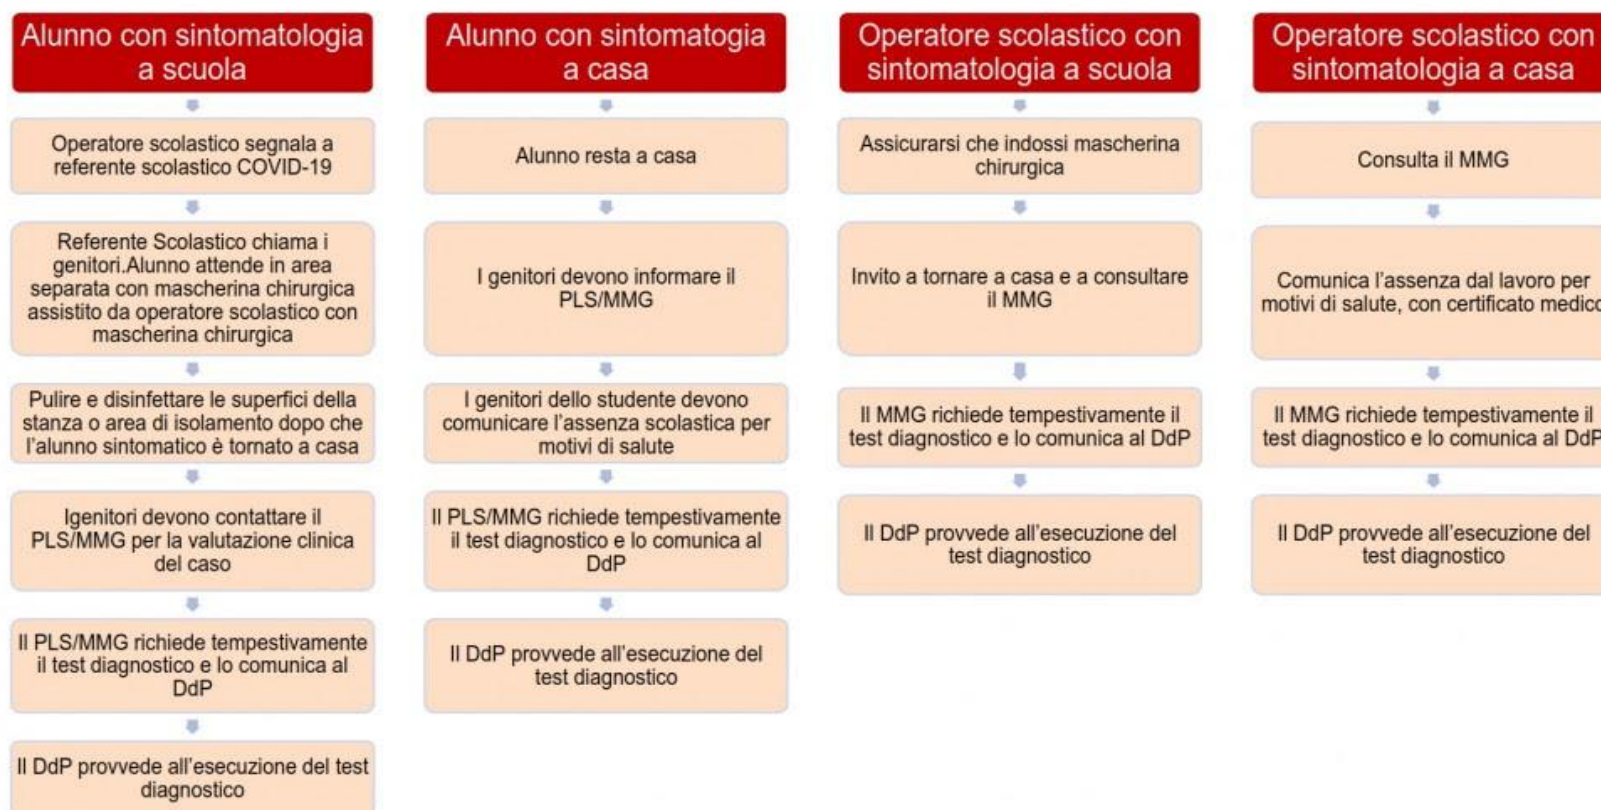 Alunno con sintomatologia
a scuola
Operatore scolastico segnala a
referente scolastico COVID-19
Referente Scolastico chiama i
genitori.Alunno attende in area
separata con mascherina chirurgica
assistito da operatore scolastico con
mascherina chirurgica
Pulire e disinfettare le superfici della
stanza o area di isolamento dopo che
l'alunno sintomatico è tornato a casa
Igenitori devono contattare il
PLS/MMG per la valutazione clinica
del caso
Il PLS/MMG richiede tempestivamente
il test diagnostico e lo comunica al
DdP
Il DdP provvede all'esecuzione del test
diagnostico
Alunno con sintomatogia
a casa
Alunno resta a casa
I genitori devono informare il
PLS/MMG
I genitori dello studente devono
comunicare l'assenza scolastica per
motivi di salute
Il PLS/MMG richiede tempestivamente
il test diagnostico e lo comunica al
DdP
Il DdP provvede all'esecuzione del
test diagnostico
Operatore scolastico con
sintomatologia a scuola
Assicurarsi che indossi mascherina
chirurgica
Invito a tornare a casa e a consultare
il MMG
Il MMG richiede tempestivamente il
test diagnostico e lo comunica al DdP
Il DdP provvede all'esecuzione del
test diagnostico
Operatore scolastico con
sintomatologia a casa
Consulta il MMG
Comunica l'assenza dal lavoro per
motivi di salute, con certificato medico
Il MMG richiede tempestivamente il
test diagnostico e lo comunica al DdP
Il DdP provvede all'esecuzione del
test diagnostico